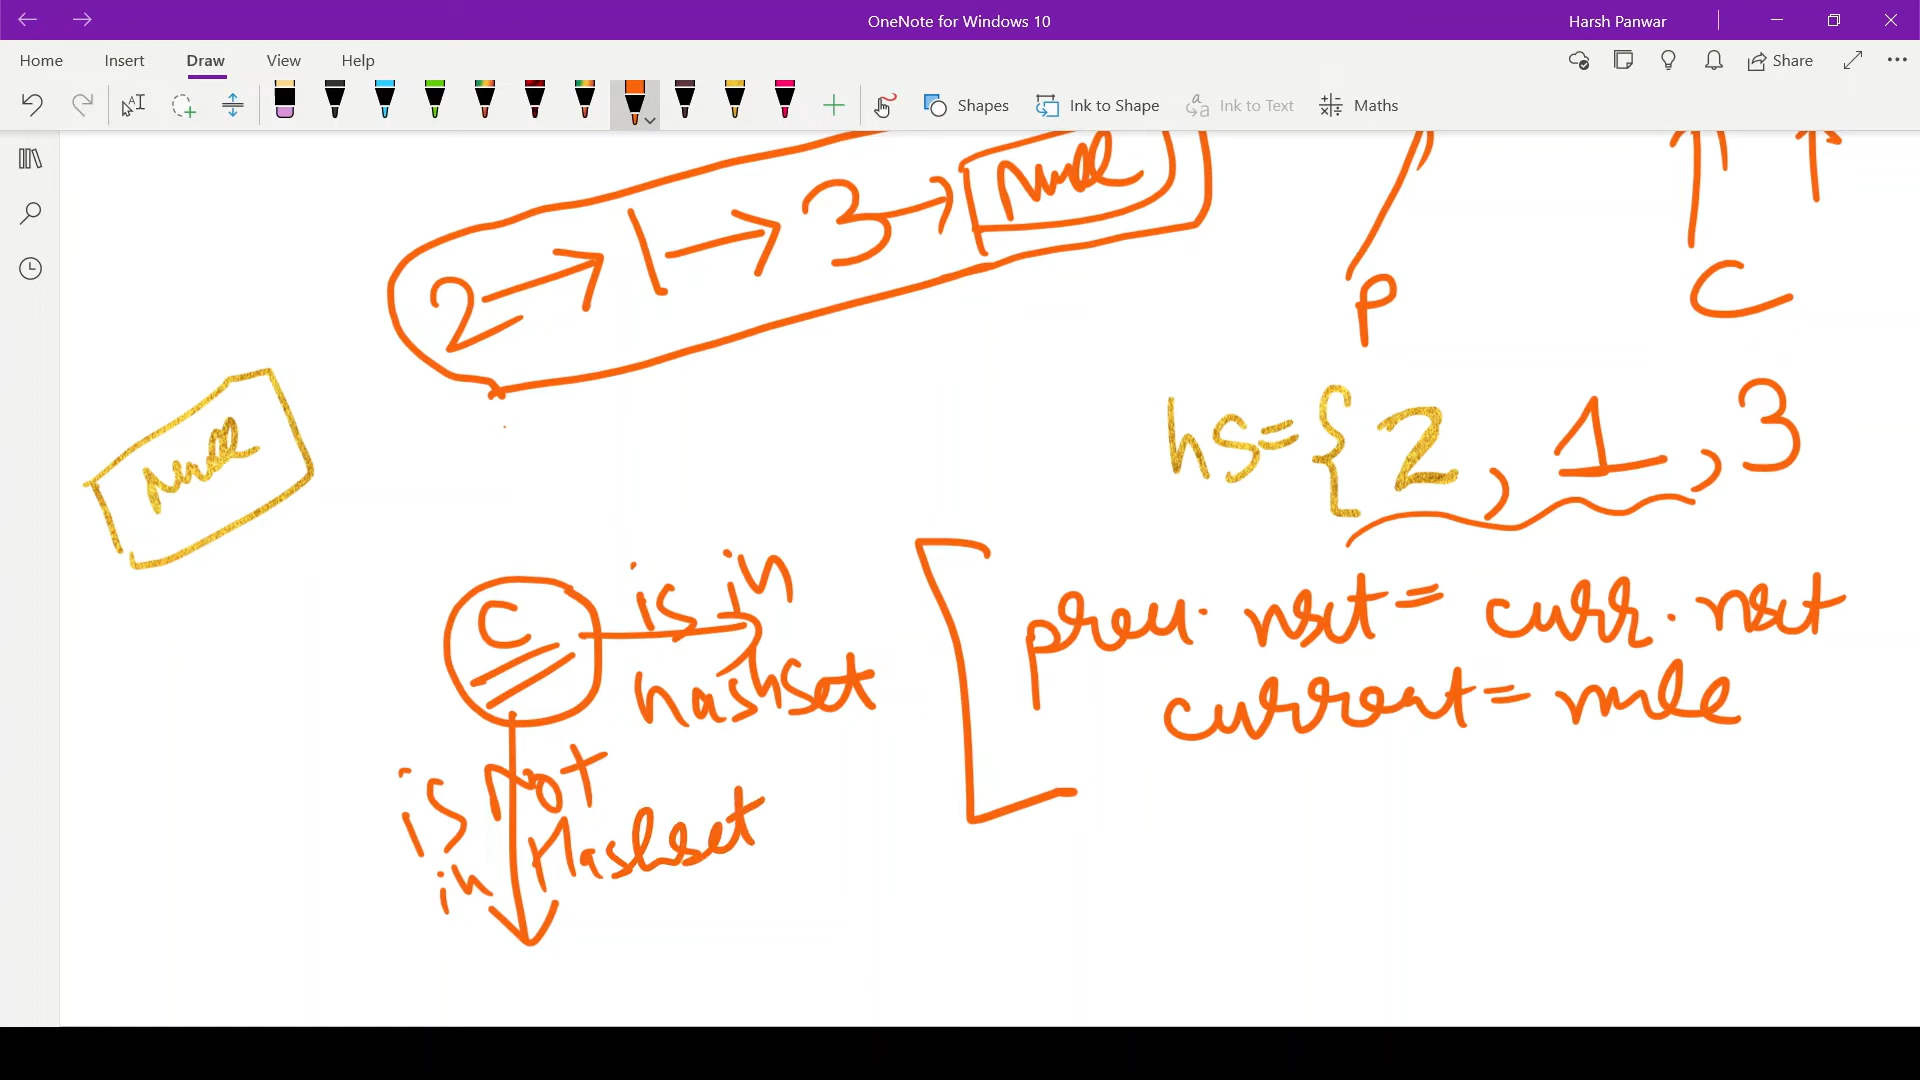 OneNote for Windows 10
Harsh Panwar
Home Insert Draw View Help
Share
Shapes Ink to Shape Ink to Text Maths
2 → 1 → 3 → null
P
C
null
hs={2, 1, 3
C is in hashset
is Not in Hashset
prev. next = curr. next
current = null